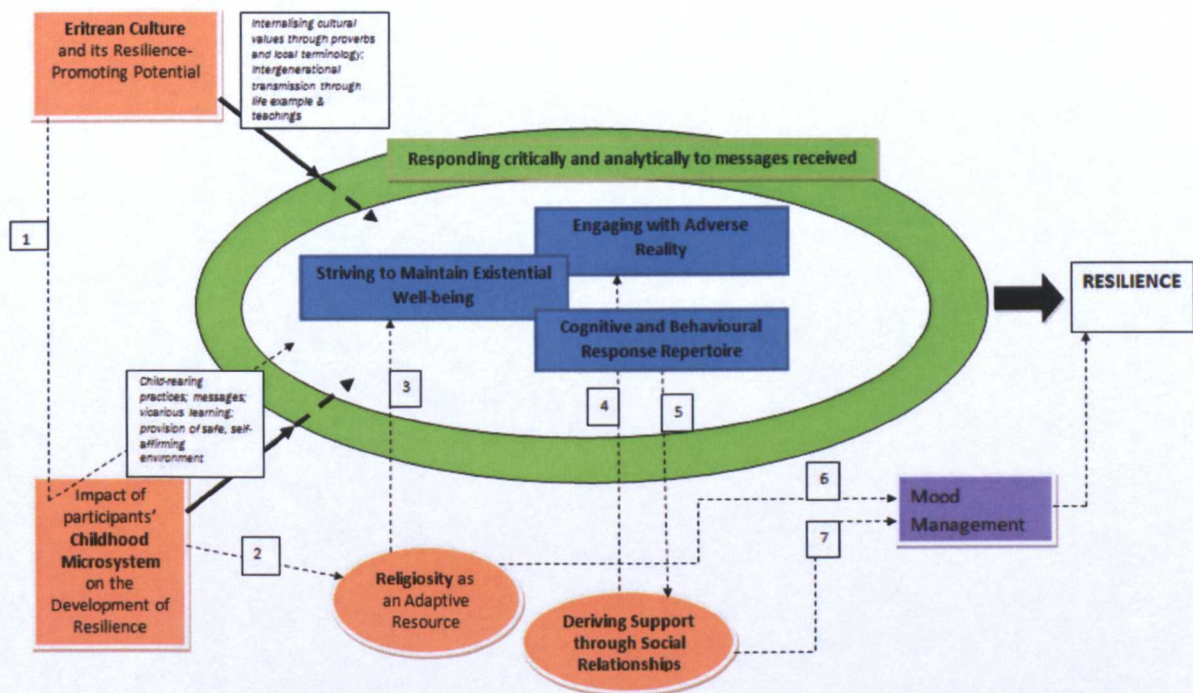 Eritrean Culture
and its Resilience-
Promoting Potential
Internalising cultural
values through proverbs
and local terminology;
Intergenerational
transmission through
life example &
teachings
Responding critically and analytically to messages received
1
Engaging with Adverse
Reality
Striving to Maintain Existential
Well-being
Cognitive and Behavioural
Response Repertoire
RESILIENCE
Child-rearing
practices; messages;
vicarious learning;
provision of safe, self-
affirming
environment
3
4
5
Impact of
participants’
Childhood
Microsystem
on the
Development of
Resilience
2
Religiosity as
an Adaptive
Resource
Deriving Support
through Social
Relationships
6
7
Mood
Management